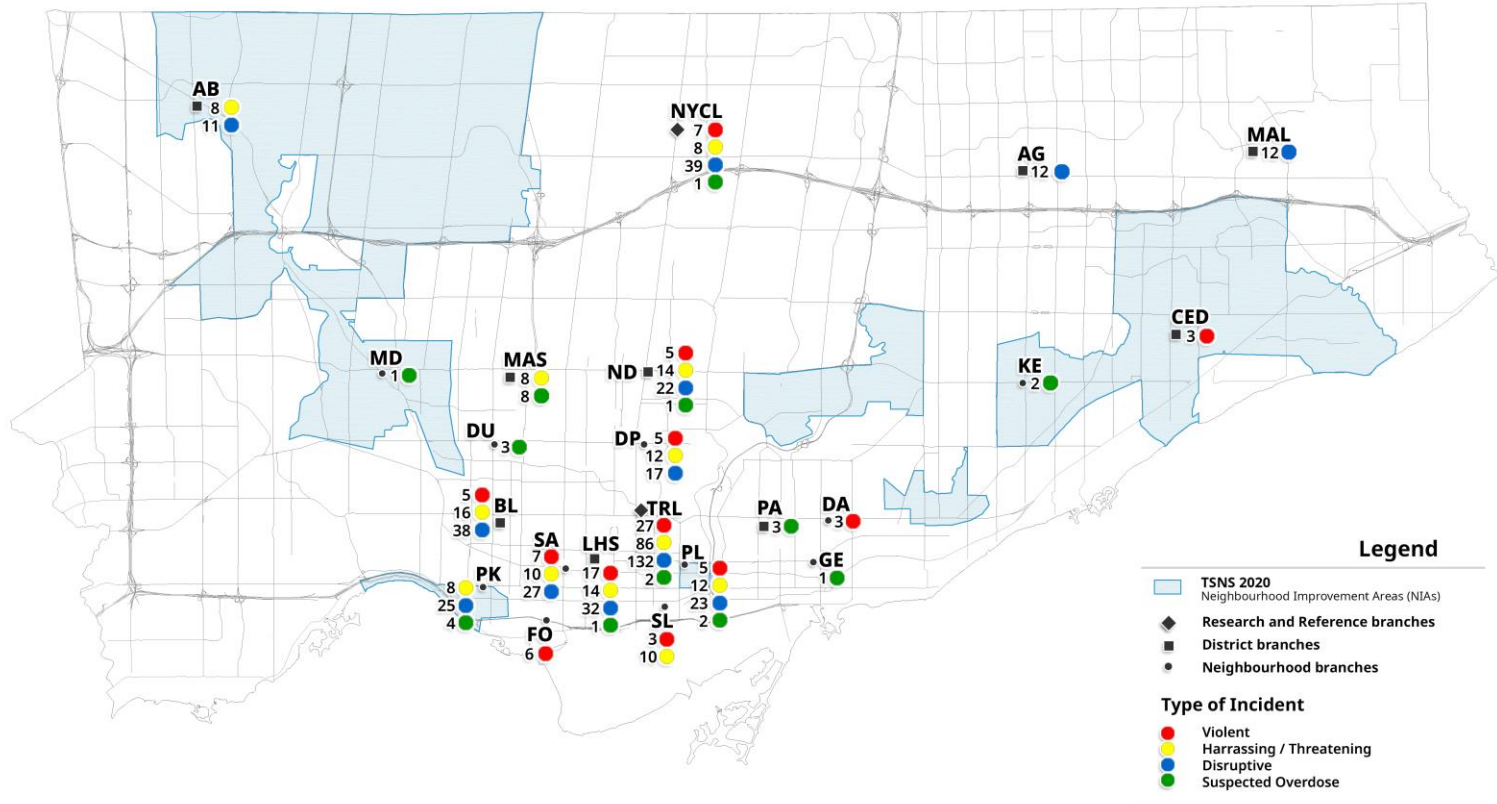 AB
8
11
NYCL
7
8
39
1
AG
12
MAL
12
CED
3
KE
2
MD
1
MAS
8
8
ND
5
14
22
1
DU
3
DP
5
12
17
BL
5
16
38
TRL
27
86
132
2
PA
3
DA
3
GE
1
SA
7
10
27
LHS
17
14
32
1
PL
5
12
23
2
PK
8
25
4
FO
6
SL
3
10
Legend
TSNS 2020
Neighbourhood Improvement Areas (NIAs)
Research and Reference branches
District branches
Neighbourhood branches
Type of Incident
Violent
Harrassing / Threatening
Disruptive
Suspected Overdose